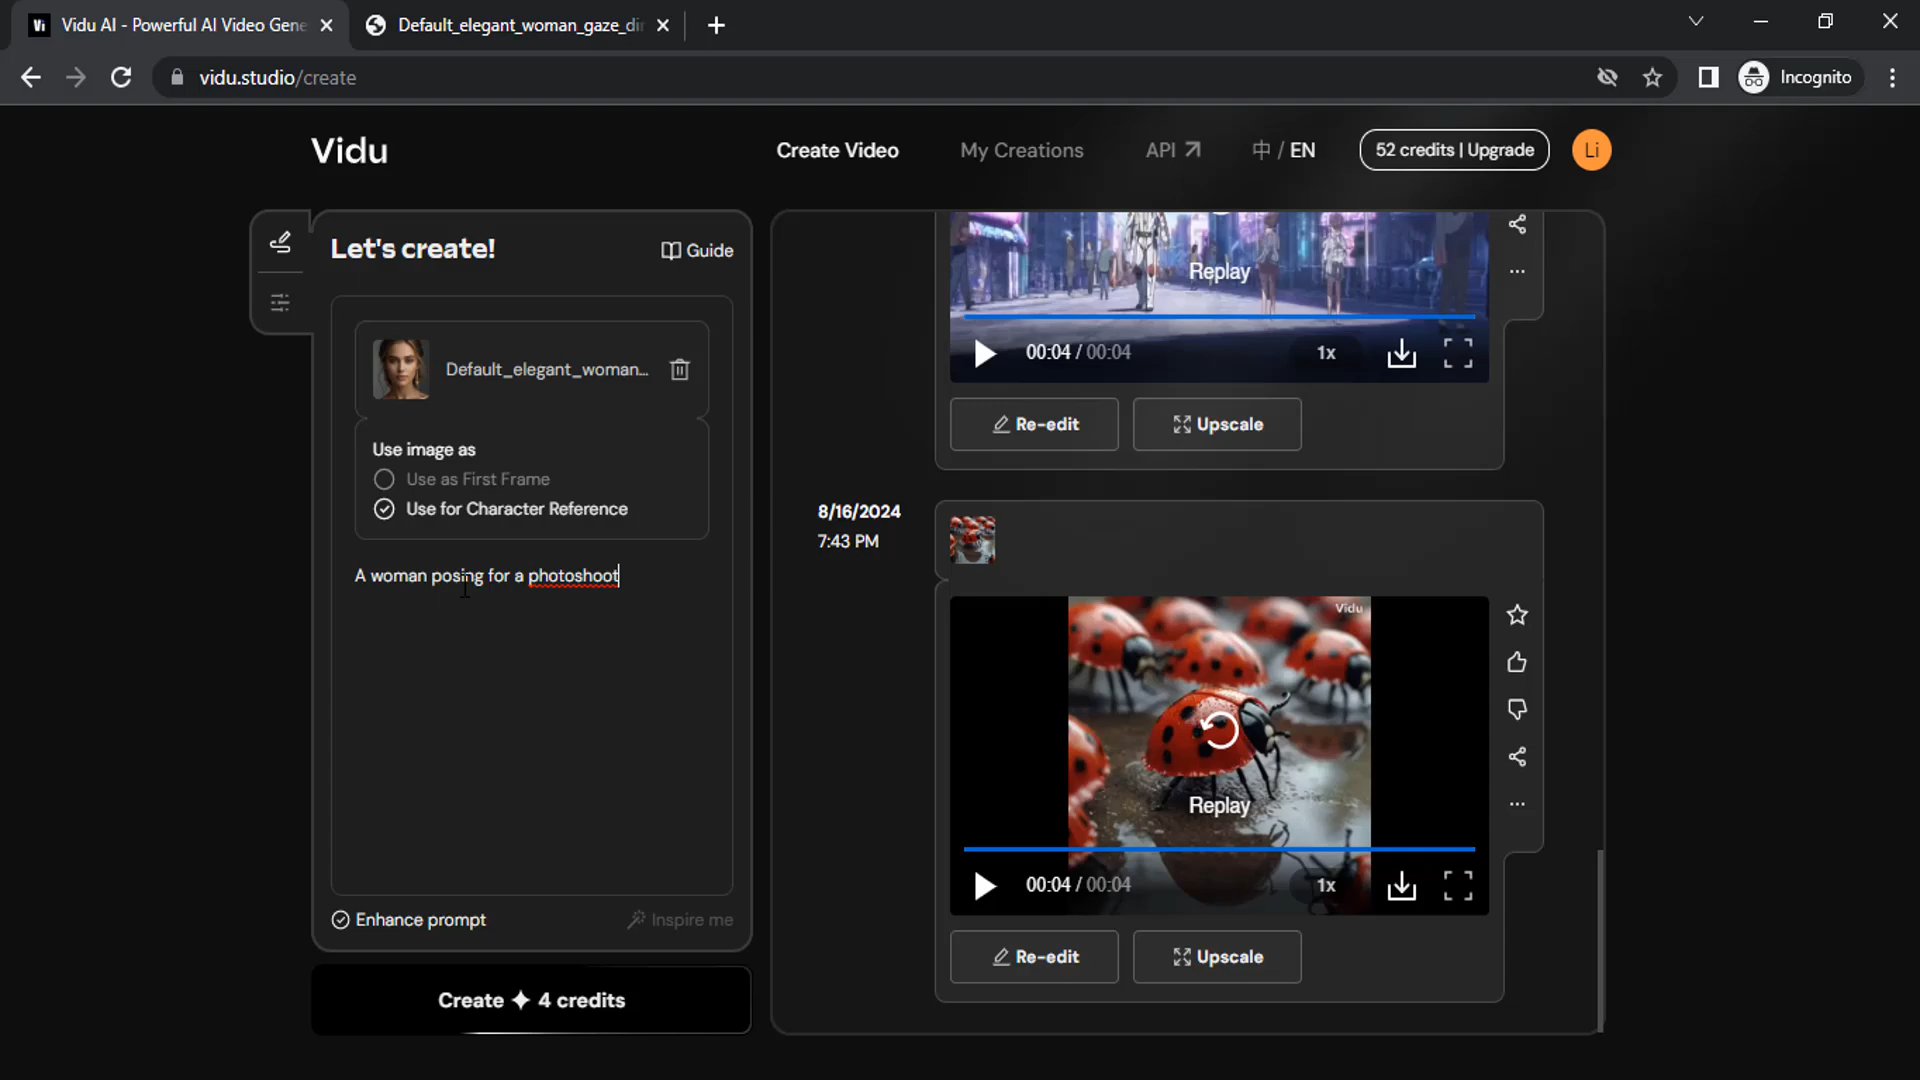 Vidu AI - Powerful AI Video Gene
Default_elegant_woman_gaze_dir
vidu.studio/create
Incognito
Vidu
Create Video
My Creations
API
中 / EN
52 credits | Upgrade
Li
Let's create!
Guide
Default_elegant_woman...
Use image as
Use as First Frame
Use for Character Reference
A woman posing for a photoshoot
Enhance prompt
Inspire me
Create 4 credits
Replay
00:04 / 00:04
1x
Re-edit
Upscale
8/16/2024
7:43 PM
Vidu
Replay
00:04 / 00:04
1x
Re-edit
Upscale